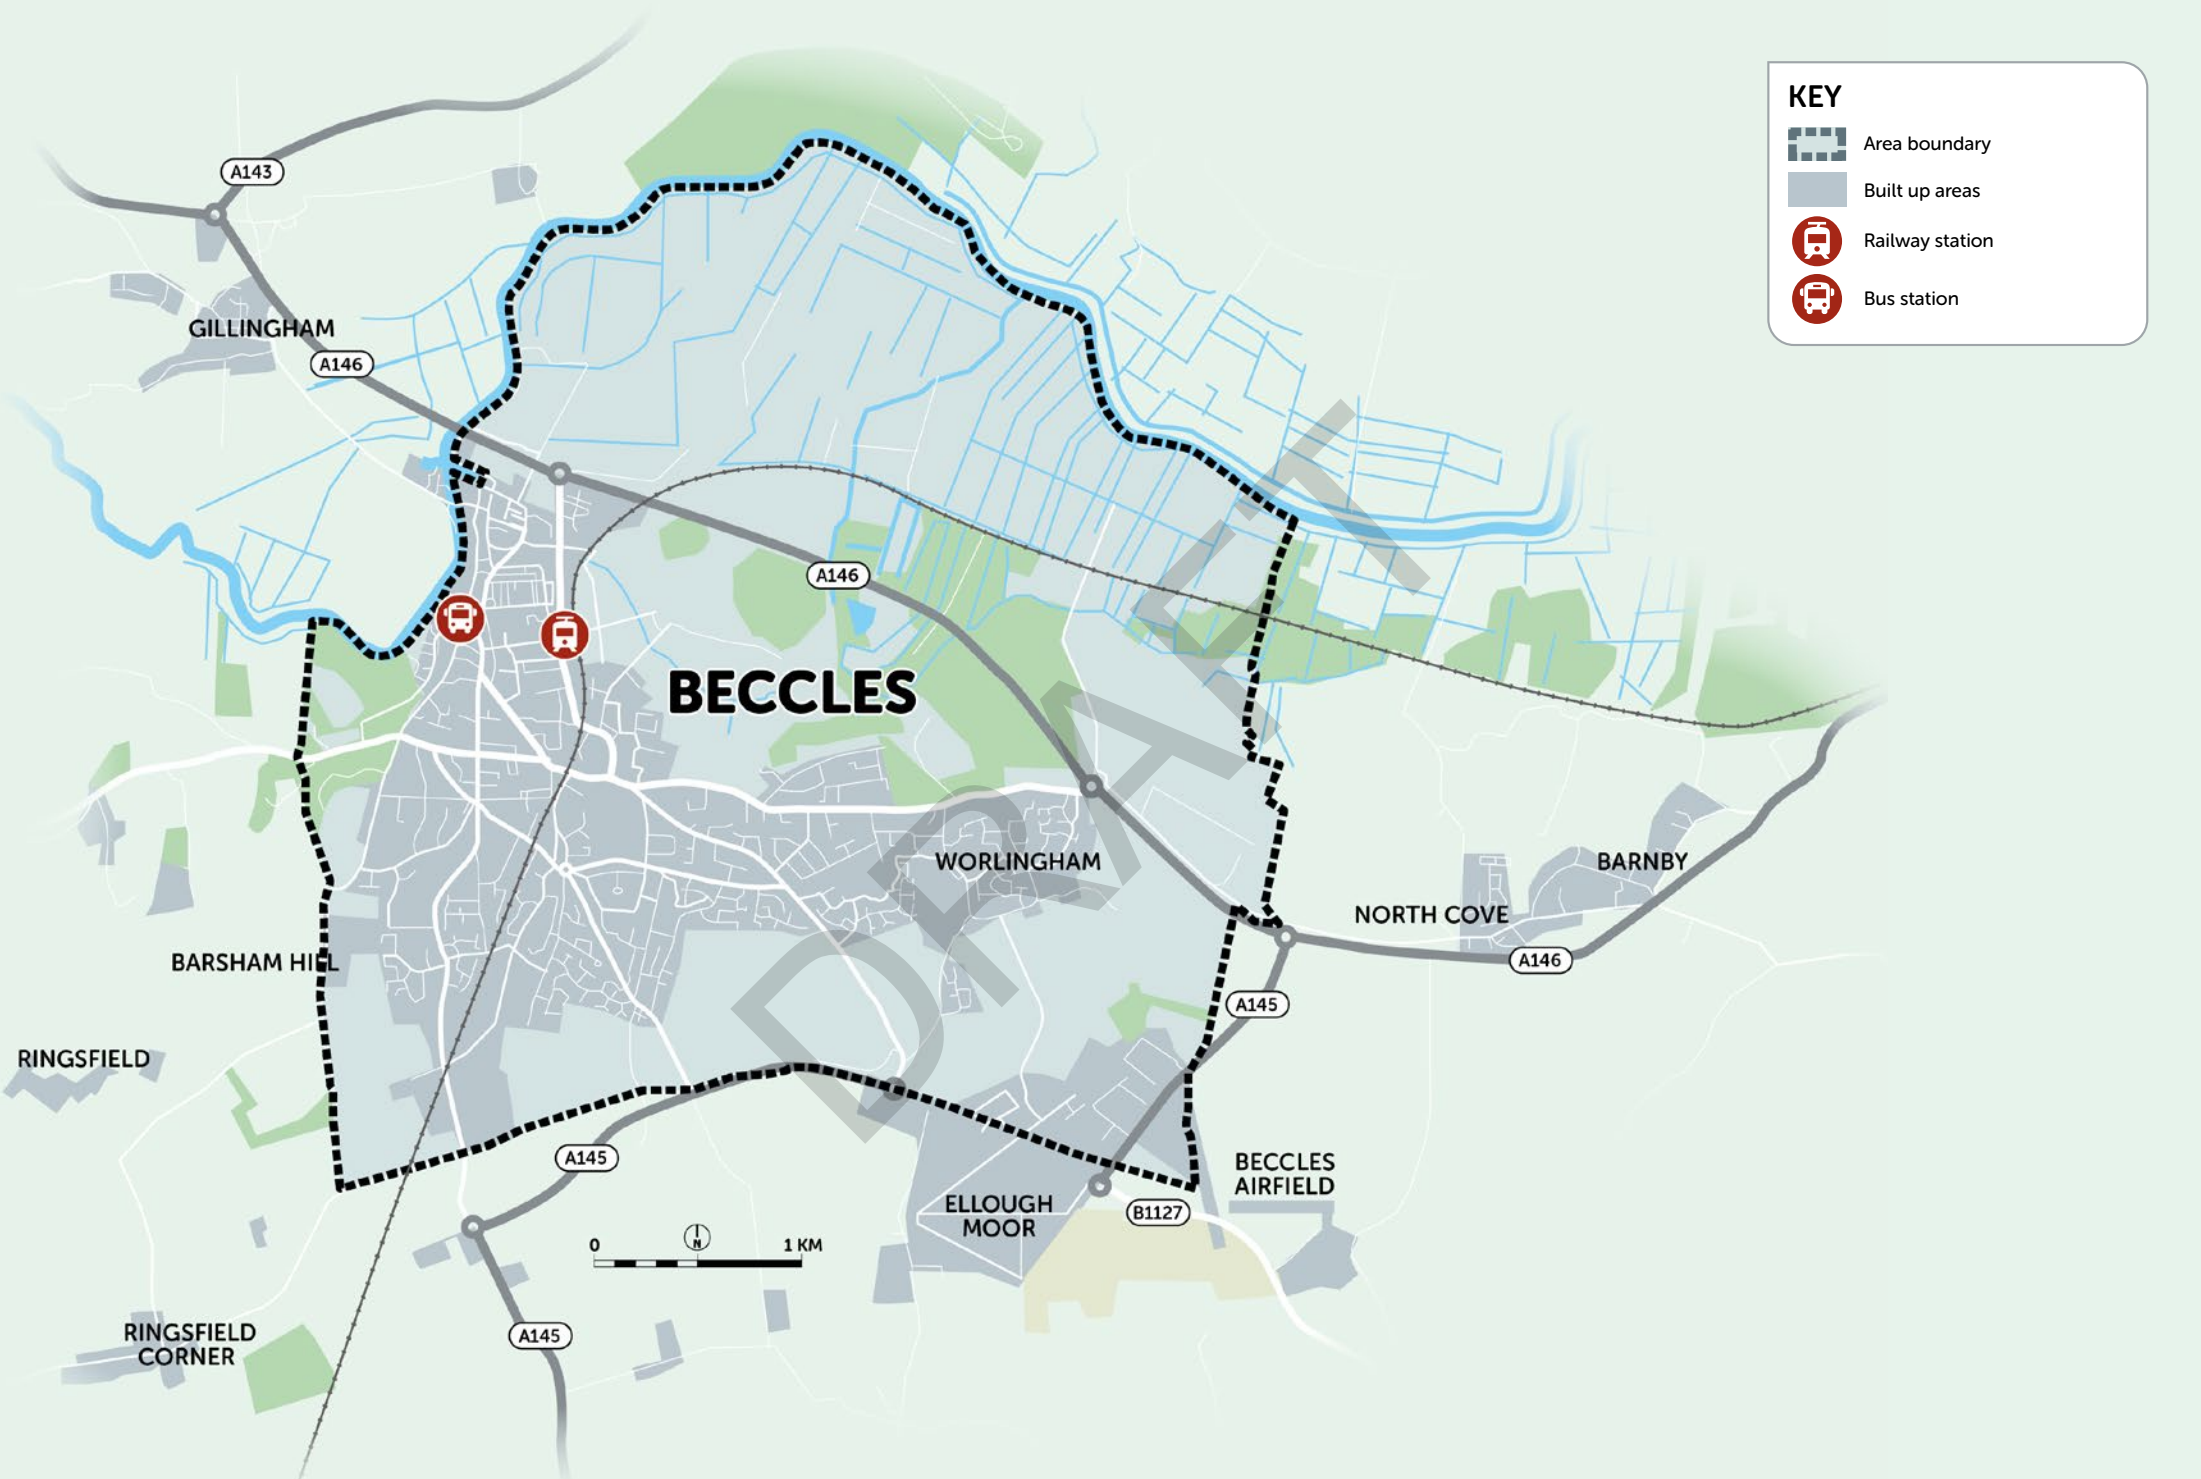 KEY
Area boundary
Built up areas
Railway station
Bus station
A143
GILLINGHAM
A146
A146
BECCLES
WORLINGHAM
BARNBY
NORTH COVE
A146
BARSHAM HILL
A145
RINGSFIELD
A145
BECCLES
AIRFIELD
ELLOUGH
MOOR
B1127
0
N
1 KM
RINGSFIELD
CORNER
A145
DRAFT